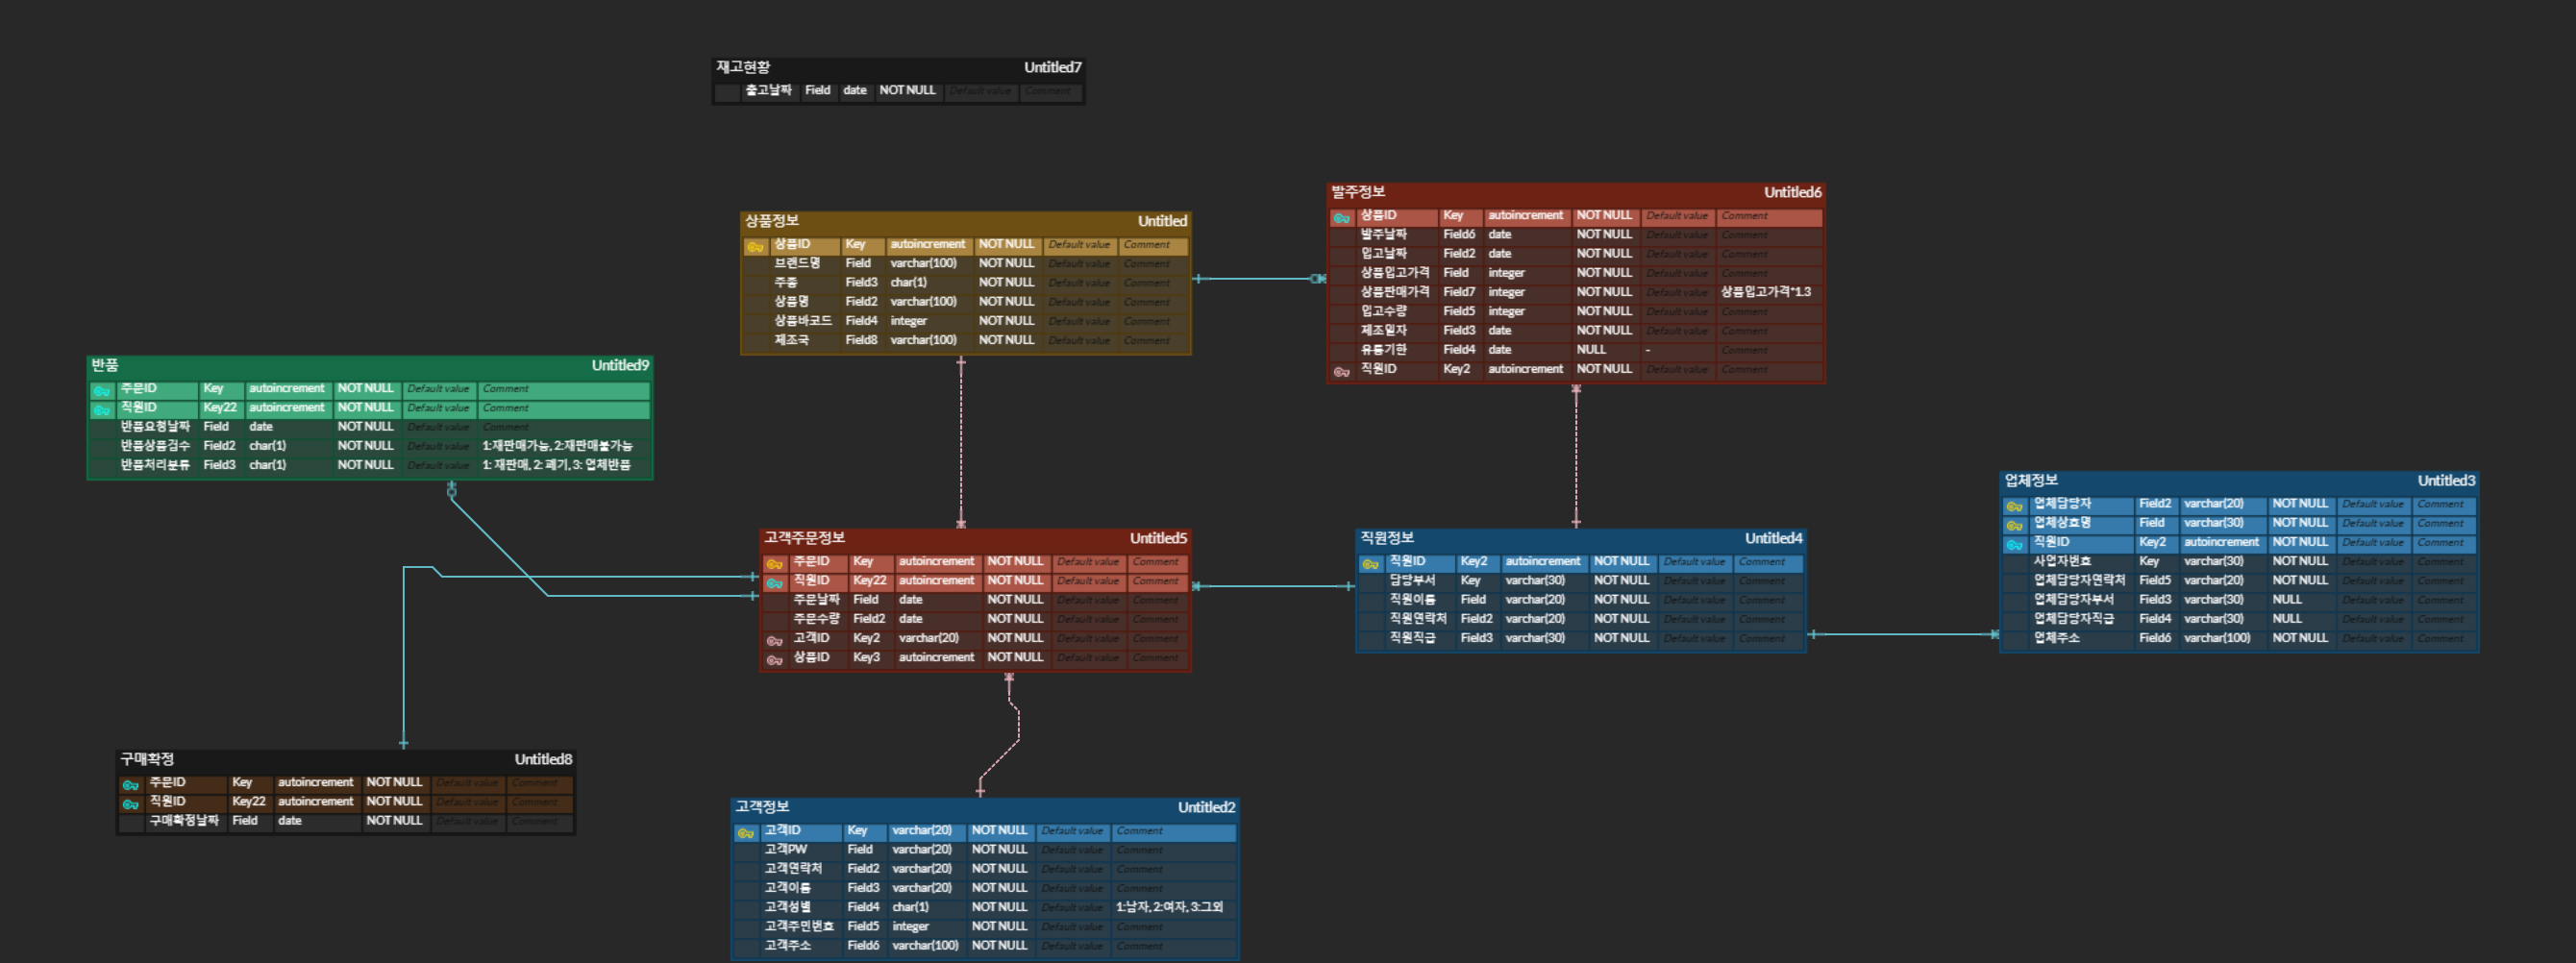 재고현황 Untitled7
출고날짜 Field date NOT NULL Default value Comment
상품정보 Untitled
상품ID Key autoincrement NOT NULL Default value Comment
브랜드명 Field varchar(100) NOT NULL Default value Comment
주종 Field3 char(1) NOT NULL Default value Comment
상품명 Field2 varchar(100) NOT NULL Default value Comment
상품바코드 Field4 integer NOT NULL Default value Comment
제조국 Field8 varchar(100) NOT NULL Default value Comment
발주정보 Untitled6
상품ID Key autoincrement NOT NULL Default value Comment
발주날짜 Field6 date NOT NULL Default value Comment
입고날짜 Field2 date NOT NULL Default value Comment
상품입고가격 Field integer NOT NULL Default value Comment
상품판매가격 Field7 integer NOT NULL Default value 상품입고가격*1.3
입고수량 Field5 integer NOT NULL Default value Comment
제조일자 Field3 date NOT NULL Default value Comment
유통기한 Field4 date NULL - Comment
직원ID Key2 autoincrement NOT NULL Default value Comment
반품 Untitled9
주문ID Key autoincrement NOT NULL Default value Comment
직원ID Key22 autoincrement NOT NULL Default value Comment
반품요청날짜 Field date NOT NULL Default value Comment
반품상품검수 Field2 char(1) NOT NULL Default value 1:재판매가능, 2:재판매불가능
반품처리분류 Field3 char(1) NOT NULL Default value 1: 재판매, 2: 폐기, 3: 업체반품
고객주문정보 Untitled5
주문ID Key autoincrement NOT NULL Default value Comment
직원ID Key22 autoincrement NOT NULL Default value Comment
주문날짜 Field date NOT NULL Default value Comment
주문수량 Field2 date NOT NULL Default value Comment
고객ID Key2 varchar(20) NOT NULL Default value Comment
상품ID Key3 autoincrement NOT NULL Default value Comment
직원정보 Untitled4
직원ID Key2 autoincrement NOT NULL Default value Comment
담당부서 Key varchar(30) NOT NULL Default value Comment
직원이름 Field varchar(20) NOT NULL Default value Comment
직원연락처 Field2 varchar(20) NOT NULL Default value Comment
직원직급 Field3 varchar(30) NOT NULL Default value Comment
업체정보 Untitled3
업체담당자 Field2 varchar(20) NOT NULL Default value Comment
업체상호명 Field varchar(30) NOT NULL Default value Comment
직원ID Key2 autoincrement NOT NULL Default value Comment
사업자번호 Key varchar(30) NOT NULL Default value Comment
업체담당자연락처 Field5 varchar(20) NOT NULL Default value Comment
업체담당자부서 Field3 varchar(30) NULL Default value Comment
업체담당자직급 Field4 varchar(30) NULL Default value Comment
업체주소 Field6 varchar(100) NOT NULL Default value Comment
구매확정 Untitled8
주문ID Key autoincrement NOT NULL Default value Comment
직원ID Key22 autoincrement NOT NULL Default value Comment
구매확정날짜 Field date NOT NULL Default value Comment
고객정보 Untitled2
고객ID Key varchar(20) NOT NULL Default value Comment
고객PW Field varchar(20) NOT NULL Default value Comment
고객연락처 Field2 varchar(20) NOT NULL Default value Comment
고객이름 Field3 varchar(20) NOT NULL Default value Comment
고객성별 Field4 char(1) NOT NULL Default value 1:남자, 2:여자, 3:그외
고객주민번호 Field5 integer NOT NULL Default value Comment
고객주소 Field6 varchar(100) NOT NULL Default value Comment